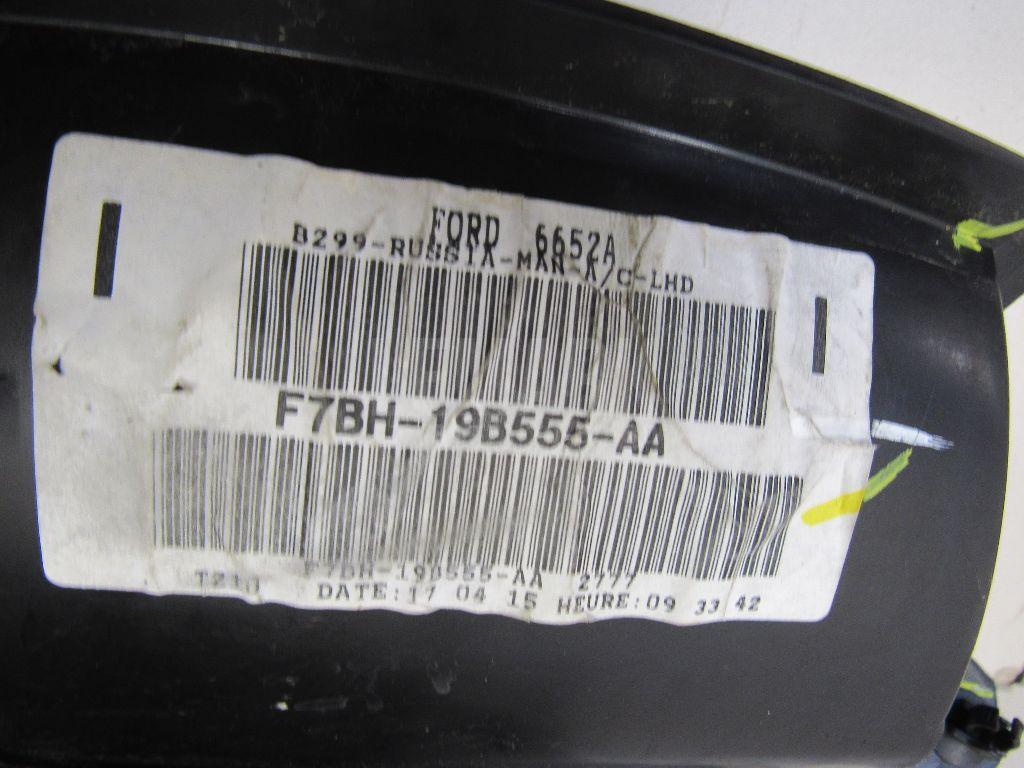 FORD 6652A
B299-RUSSIA-MAN-A/C-LHD
F7BH-19B555-AA
F7BH-19B555-AA 2777
DATE:17 04 15 HEURE:09 33 42